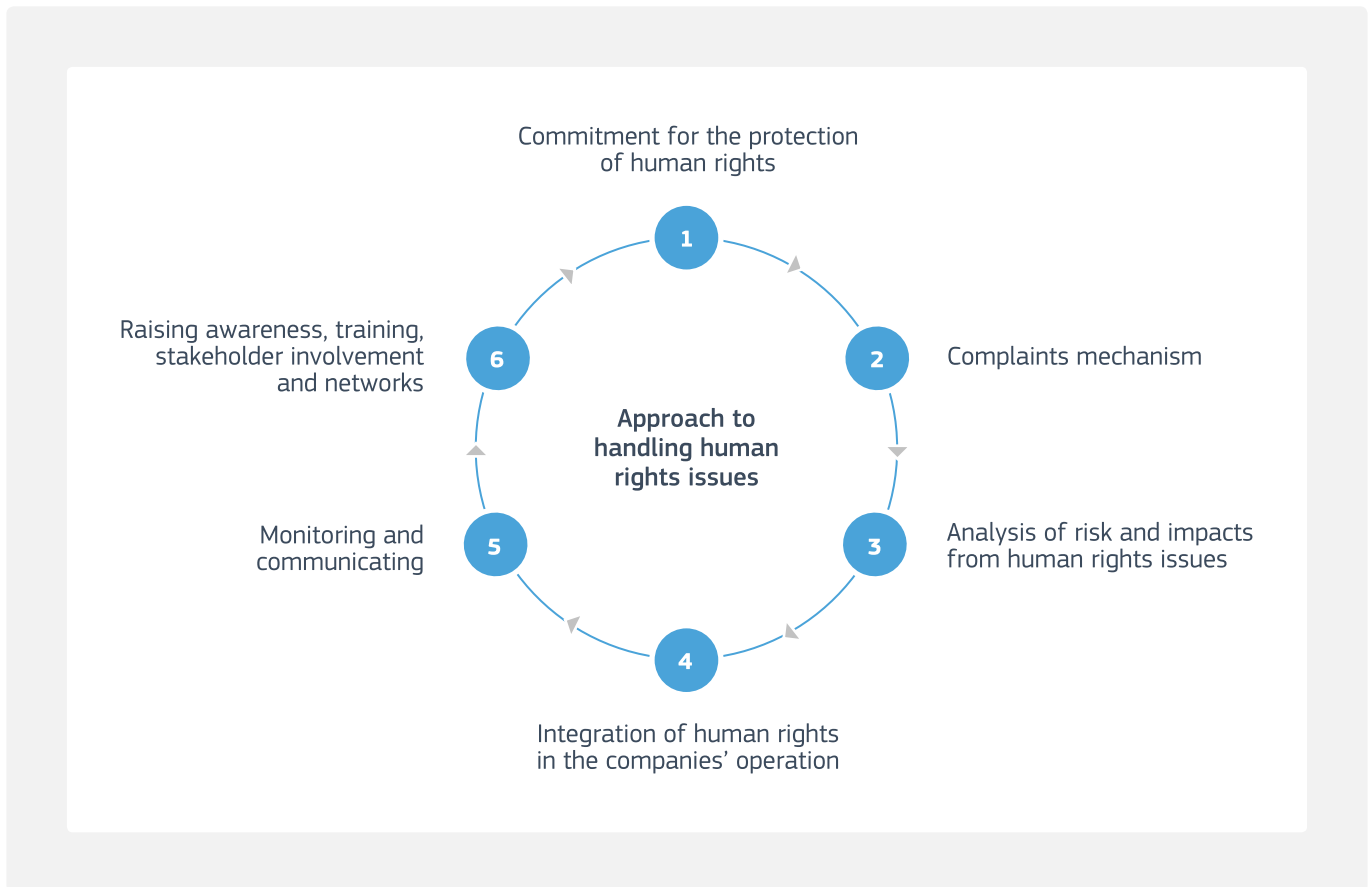 Commitment for the protection
of human rights
1
2
Complaints mechanism
3
Analysis of risk and impacts
from human rights issues
4
Integration of human rights
in the companies’ operation
5
Monitoring and
communicating
6
Raising awareness, training,
stakeholder involvement
and networks
Approach to
handling human
rights issues